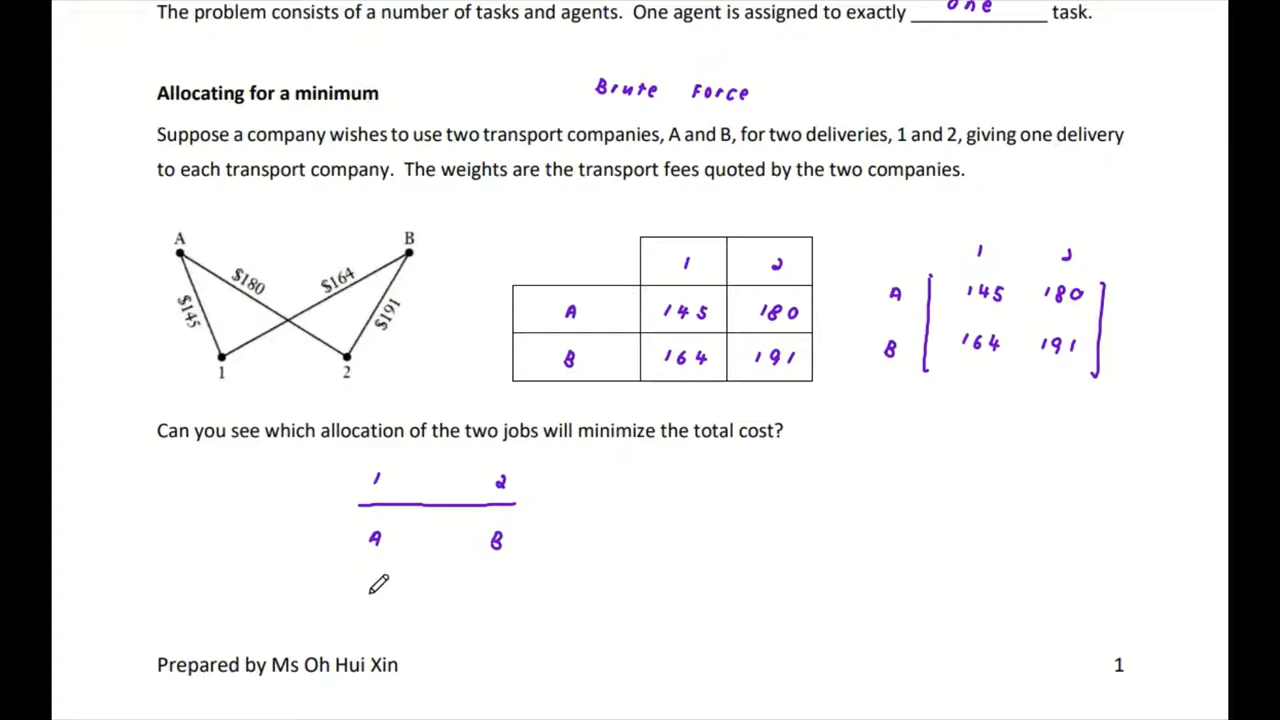 The problem consists of a number of tasks and agents. One agent is assigned to exactly one task.
Allocating for a minimum
Brute Force
Suppose a company wishes to use two transport companies, A and B, for two deliveries, 1 and 2, giving one delivery
to each transport company. The weights are the transport fees quoted by the two companies.
A B
$180 $164
$145 $191
1 2
1 2
A 145 180
B 164 191
1 2
A 145 180
B 164 191
Can you see which allocation of the two jobs will minimize the total cost?
1 2
A B
Prepared by Ms Oh Hui Xin 1